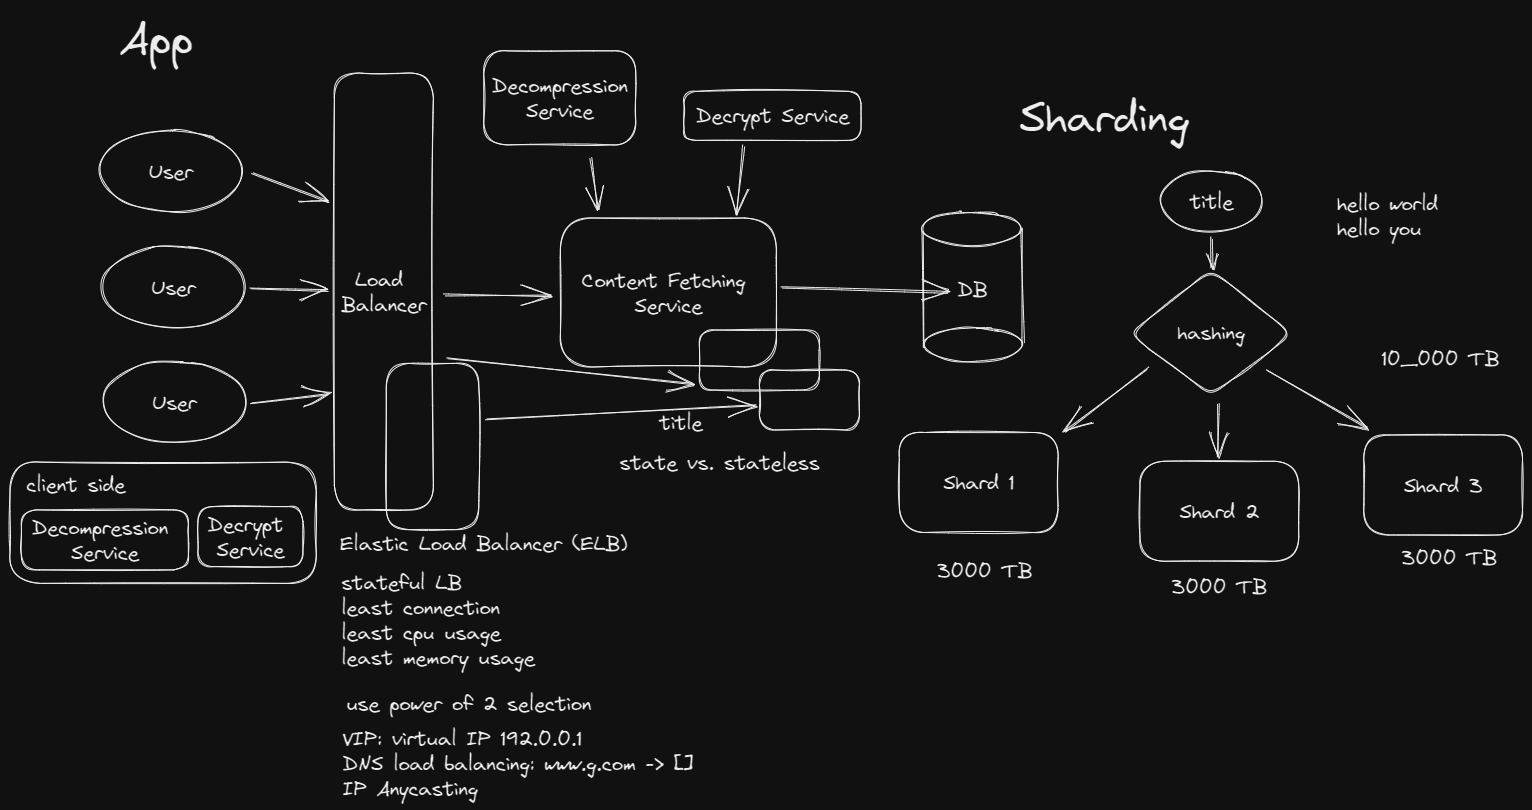 App
Decompression
Service
Decrypt Service
User
User
User
Load
Balancer
Content Fetching
Service
DB
title
state vs. stateless
client side
Decompression
Service
Decrypt
Service
Elastic Load Balancer (ELB)
stateful LB
least connection
least cpu usage
least memory usage
use power of 2 selection
VIP: virtual IP 192.0.0.1
DNS load balancing: www.g.com -> []
IP Anycasting
Sharding
title
hello world
hello you
hashing
10_000 TB
Shard 1
Shard 2
Shard 3
3000 TB
3000 TB
3000 TB